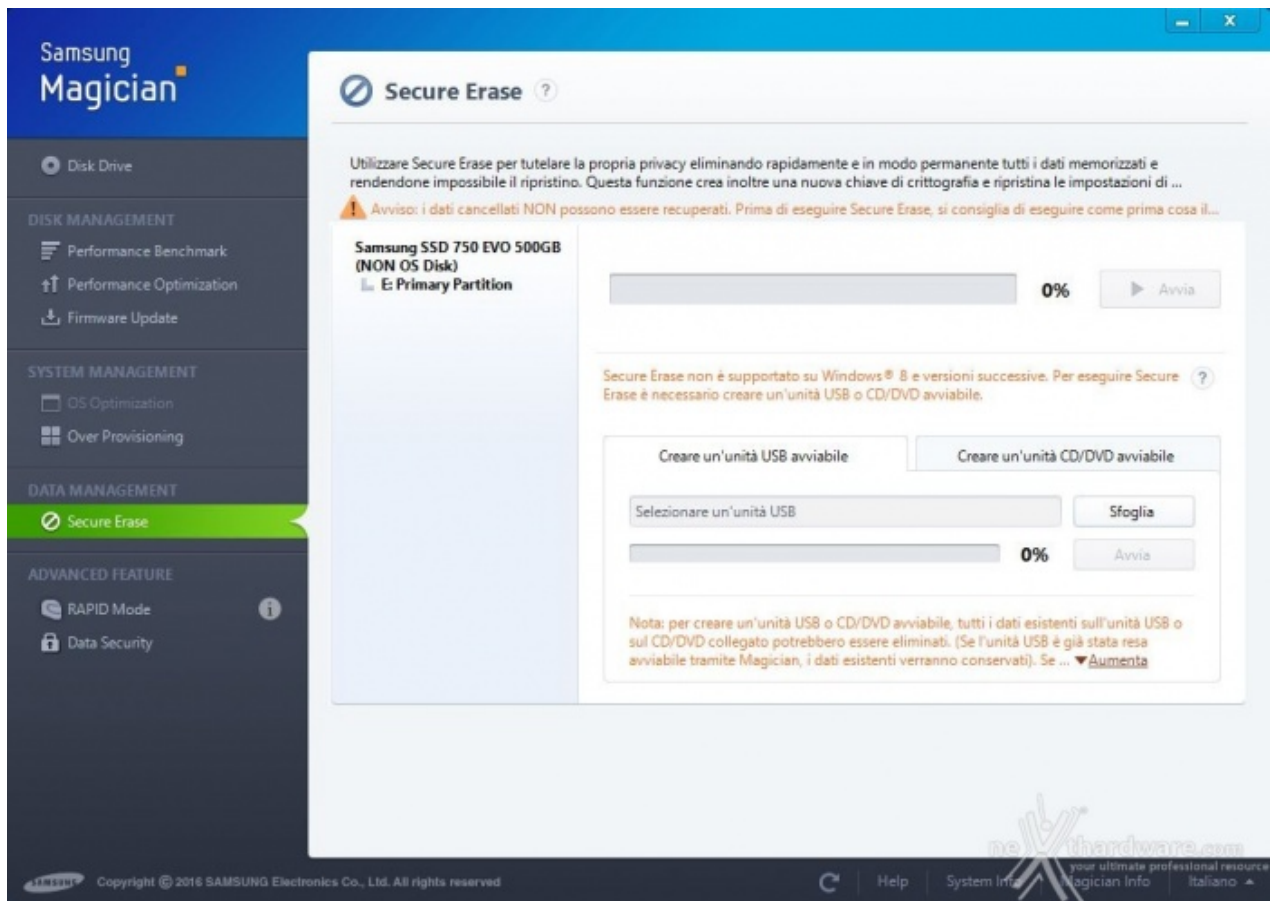 Samsung
Magician
Disk Drive
DISK MANAGEMENT
Performance Benchmark
Performance Optimization
Firmware Update
SYSTEM MANAGEMENT
OS Optimization
Over Provisioning
DATA MANAGEMENT
Secure Erase
ADVANCED FEATURE
RAPID Mode
Data Security
Secure Erase ?
Utilizzare Secure Erase per tutelare la propria privacy eliminando rapidamente e in modo permanente tutti i dati memorizzati e
rendendone impossibile il ripristino. Questa funzione crea inoltre una nuova chiave di crittografia e ripristina le impostazioni di ...
Avviso: i dati cancellati NON possono essere recuperati. Prima di eseguire Secure Erase, si consiglia di eseguire come prima cosa il...
Samsung SSD 750 EVO 500GB
(NON OS Disk)
E: Primary Partition
0% Avvia
Secure Erase non è supportato su Windows® 8 e versioni successive. Per eseguire Secure ?
Erase è necessario creare un'unità USB o CD/DVD avviabile.
Creare un'unità USB avviabile Creare un'unità CD/DVD avviabile
Selezionare un'unità USB Sfoglia
0% Avvia
Nota: per creare un'unità USB o CD/DVD avviabile, tutti i dati esistenti sull'unità USB o
sul CD/DVD collegato potrebbero essere eliminati. (Se l'unità USB è già stata resa
avviabile tramite Magician, i dati esistenti verranno conservati). Se ... Aumenta
nexthardware.com
your ultimate professional resource
SAMSUNG Copyright © 2016 SAMSUNG Electronics Co., Ltd. All rights reserved Help System Info Magician Info Italiano